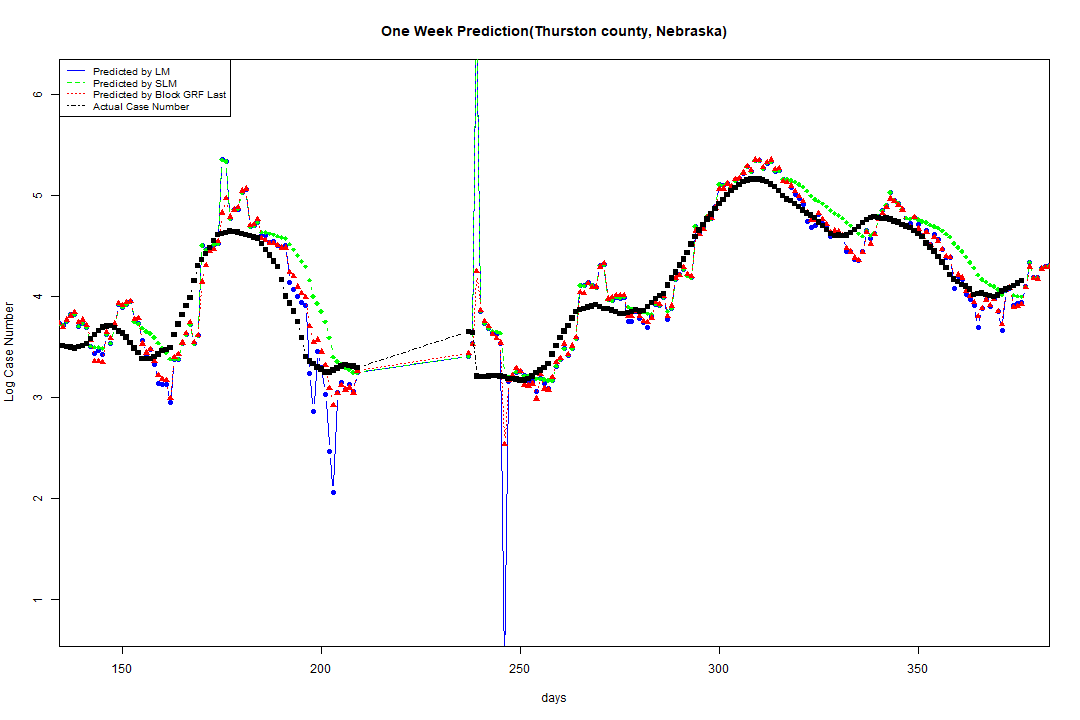 One Week Prediction(Thurston county, Nebraska)
Predicted by LM
Predicted by SLM
Predicted by Block GRF Last
Actual Case Number
6
5
4
3
2
1
Log Case Number
150
200
250
300
350
days